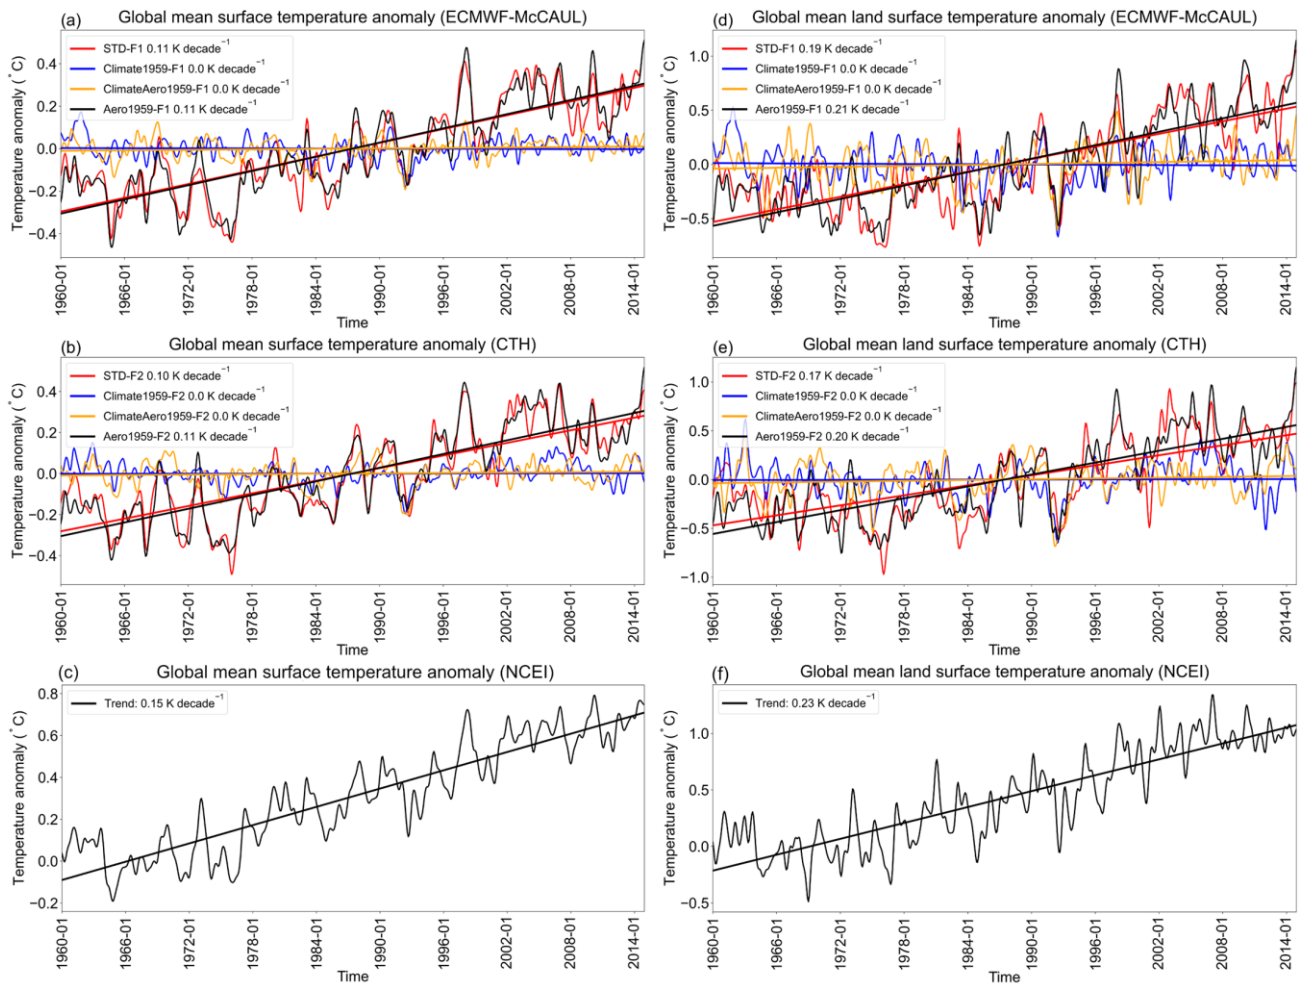 (a) Global mean surface temperature anomaly (ECMWF-McCAUL)
STD-F1 0.11 K decade⁻¹
Climate1959-F1 0.0 K decade⁻¹
ClimateAero1959-F1 0.0 K decade⁻¹
Aero1959-F1 0.11 K decade⁻¹
Temperature anomaly (°C)
0.4
0.2
0.0
−0.2
−0.4
1960-01 1966-01 1972-01 1978-01 1984-01 1990-01 1996-01 2002-01 2008-01 2014-01
Time
(d) Global mean land surface temperature anomaly (ECMWF-McCAUL)
STD-F1 0.19 K decade⁻¹
Climate1959-F1 0.0 K decade⁻¹
ClimateAero1959-F1 0.0 K decade⁻¹
Aero1959-F1 0.21 K decade⁻¹
Temperature anomaly (°C)
1.0
0.5
0.0
−0.5
1960-01 1966-01 1972-01 1978-01 1984-01 1990-01 1996-01 2002-01 2008-01 2014-01
Time
(b) Global mean surface temperature anomaly (CTH)
STD-F2 0.10 K decade⁻¹
Climate1959-F2 0.0 K decade⁻¹
ClimateAero1959-F2 0.0 K decade⁻¹
Aero1959-F2 0.11 K decade⁻¹
Temperature anomaly (°C)
0.4
0.2
0.0
−0.2
−0.4
1960-01 1966-01 1972-01 1978-01 1984-01 1990-01 1996-01 2002-01 2008-01 2014-01
Time
(e) Global mean land surface temperature anomaly (CTH)
STD-F2 0.17 K decade⁻¹
Climate1959-F2 0.0 K decade⁻¹
ClimateAero1959-F2 0.0 K decade⁻¹
Aero1959-F2 0.20 K decade⁻¹
Temperature anomaly (°C)
1.0
0.5
0.0
−0.5
−1.0
1960-01 1966-01 1972-01 1978-01 1984-01 1990-01 1996-01 2002-01 2008-01 2014-01
Time
(c) Global mean surface temperature anomaly (NCEI)
Trend: 0.15 K decade⁻¹
Temperature anomaly (°C)
0.8
0.6
0.4
0.2
0.0
−0.2
1960-01 1966-01 1972-01 1978-01 1984-01 1990-01 1996-01 2002-01 2008-01 2014-01
Time
(f) Global mean land surface temperature anomaly (NCEI)
Trend: 0.23 K decade⁻¹
Temperature anomaly (°C)
1.0
0.5
0.0
−0.5
1960-01 1966-01 1972-01 1978-01 1984-01 1990-01 1996-01 2002-01 2008-01 2014-01
Time